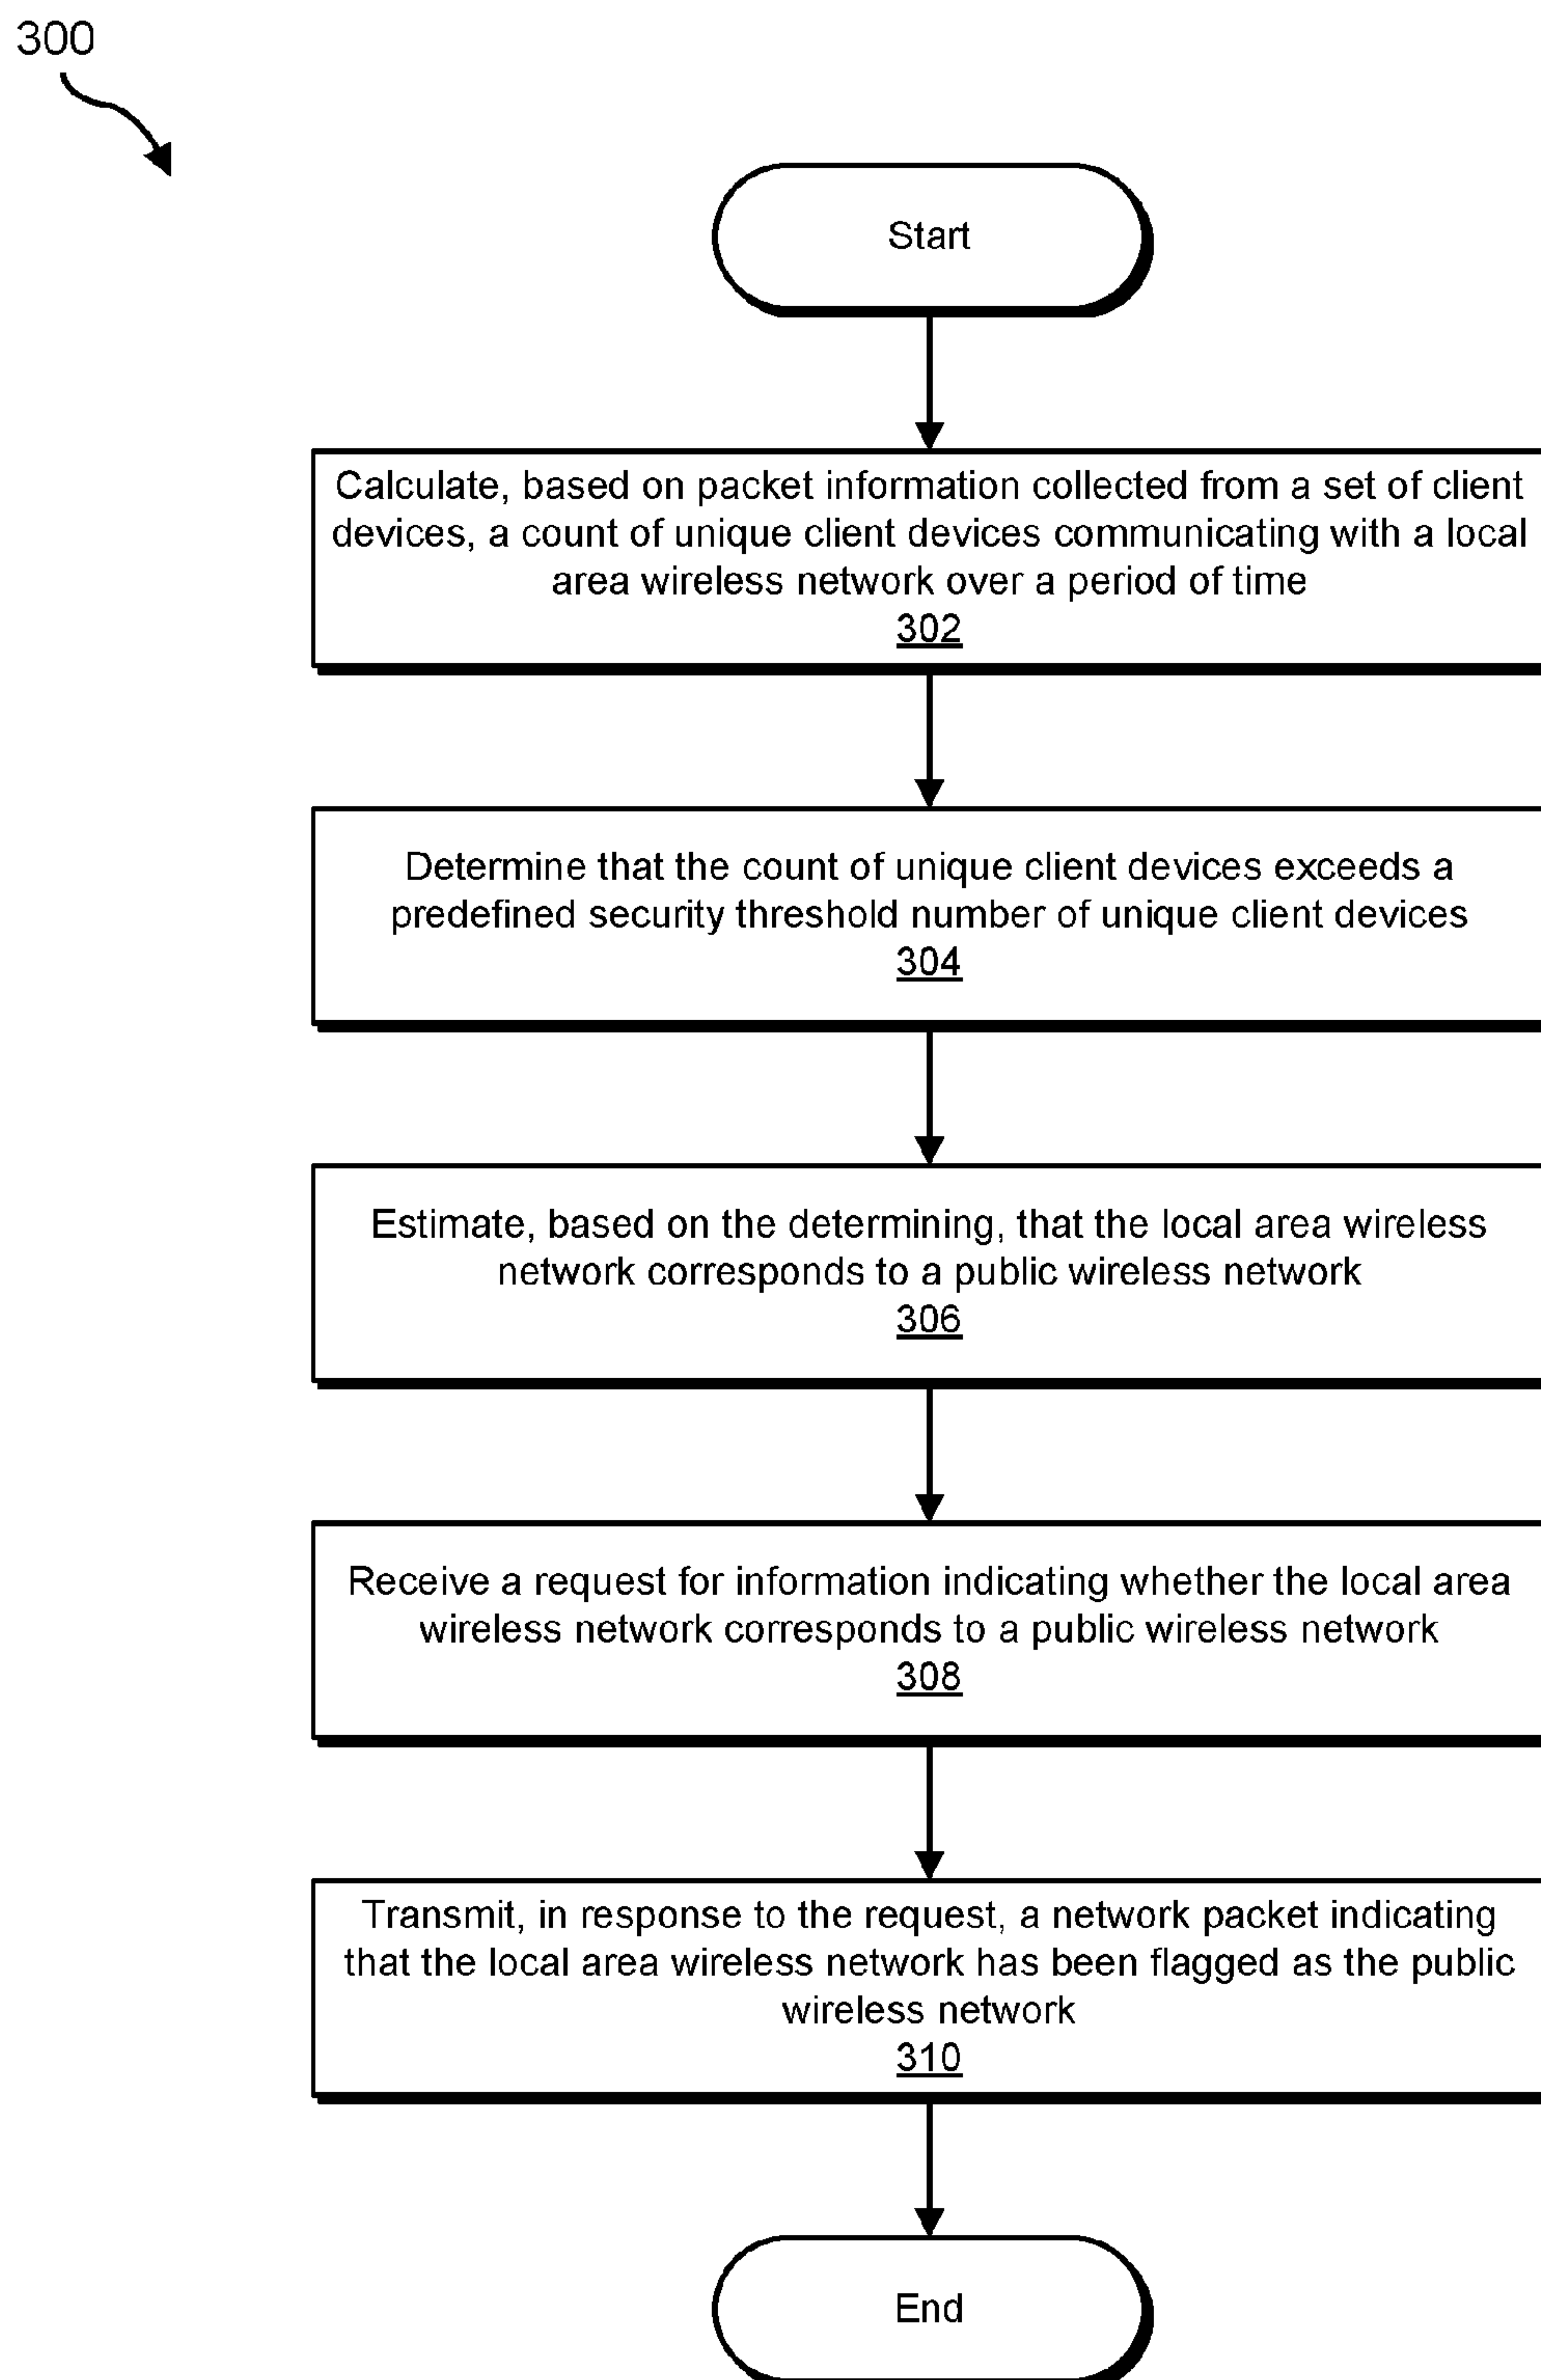 300
Start
Calculate, based on packet information collected from a set of client
devices, a count of unique client devices communicating with a local
area wireless network over a period of time
302
Determine that the count of unique client devices exceeds a
predefined security threshold number of unique client devices
304
Estimate, based on the determining, that the local area wireless
network corresponds to a public wireless network
306
Receive a request for information indicating whether the local area
wireless network corresponds to a public wireless network
308
Transmit, in response to the request, a network packet indicating
that the local area wireless network has been flagged as the public
wireless network
310
End